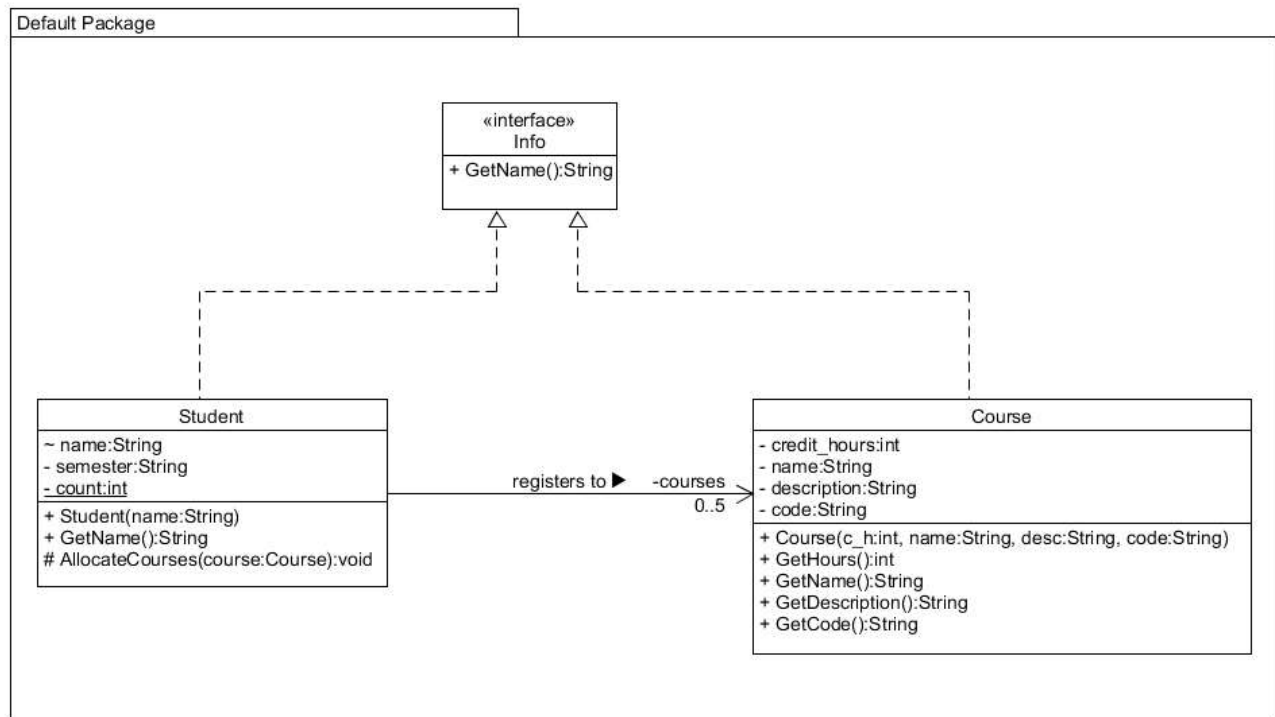 Default Package
«interface»
Info
+ GetName():String
Student
~ name:String
- semester:String
- count:int
+ Student(name:String)
+ GetName():String
# AllocateCourses(course:Course):void
registers to ▶ -courses
0..5
Course
- credit_hours:int
- name:String
- description:String
- code:String
+ Course(c_h:int, name:String, desc:String, code:String)
+ GetHours():int
+ GetName():String
+ GetDescription():String
+ GetCode():String